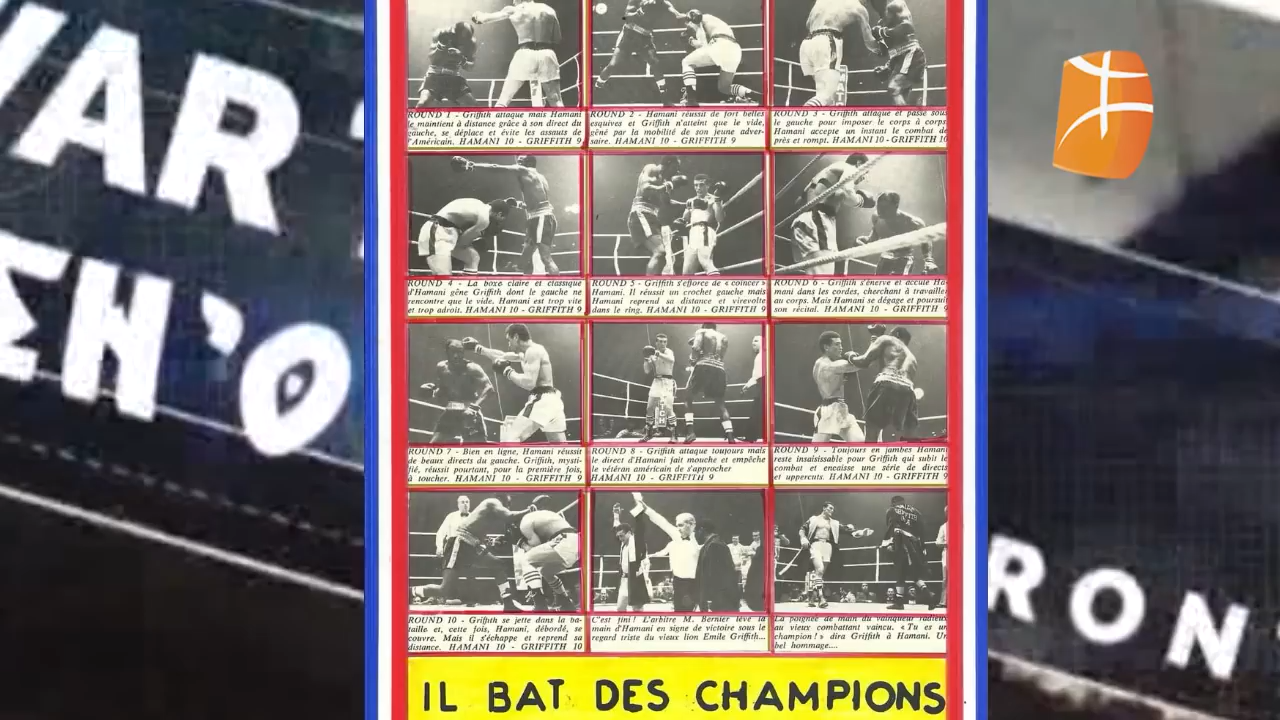 VAR
ΣH'O
RON
ROUND 1 - Griffith attaque mais Hamani
le maintient à distance grâce à son direct du
gauche, se déplace et évite les assauts de
l'Américain. HAMANI 10 - GRIFFITH 9
ROUND 2 - Hamani réussit de fort belles
esquives et Griffith n'atteint que le vide,
gêné par la mobilité de son jeune adver-
saire. HAMANI 10 - GRIFFITH 9
ROUND 3 - Griffith attaque et passe sous
le gauche pour imposer le corps à corps
Hamani accepte un instant le combat de
près et rompt. HAMANI 10 - GRIFFITH 10
ROUND 4 - La boxe claire et classique
d'Hamani gêne Griffith dont le gauche ne
rencontre que le vide. Hamani est trop vite
et trop adroit. HAMANI 10 - GRIFFITH 9
ROUND 5 - Griffith s'efforce de « coincer »
Hamani. Il réussit un crochet gauche mais
Hamani reprend sa distance et virevolte
dans le ring. HAMANI 10 - GRIFFITH 9
ROUND 6 - Griffith s'énerve et accule Ha-
mani dans les cordes, cherchant à travailler
au corps. Mais Hamani se dégage et poursuit
son récital. HAMANI 10 - GRIFFITH 9
ROUND 7 - Bien en ligne, Hamani réussit
de beaux directs du gauche. Griffith, mysti-
fié, réussit pourtant, pour la première fois,
à toucher. HAMANI 10 - GRIFFITH 9
ROUND 8 - Griffith attaque toujours mais
le direct d'Hamani fait mouche et empêche
le vétéran américain de s'approcher
HAMANI 10 - GRIFFITH 9
ROUND 9 - Toujours en jambes Hamani
reste insaisissable pour Griffith qui subit le
combat et encaisse une série de directs
et uppercuts. HAMANI 10 - GRIFFITH 9
ROUND 10 - Griffith se jette dans la ba-
taille et, cette fois, Hamani, débordé, se
couvre. Mais il s'échappe et reprend sa
distance. HAMANI 10 - GRIFFITH 10
C'est fini ! L'arbitre M. Bernier lève la
main d'Hamani en signe de victoire sous le
regard triste du vieux lion Emile Griffith...
La poignée de main du vainqueur radieux
au vieux combattant vaincu. « Tu es un
champion ! » dira Griffith à Hamani. Un
bel hommage....
IL BAT DES CHAMPIONS